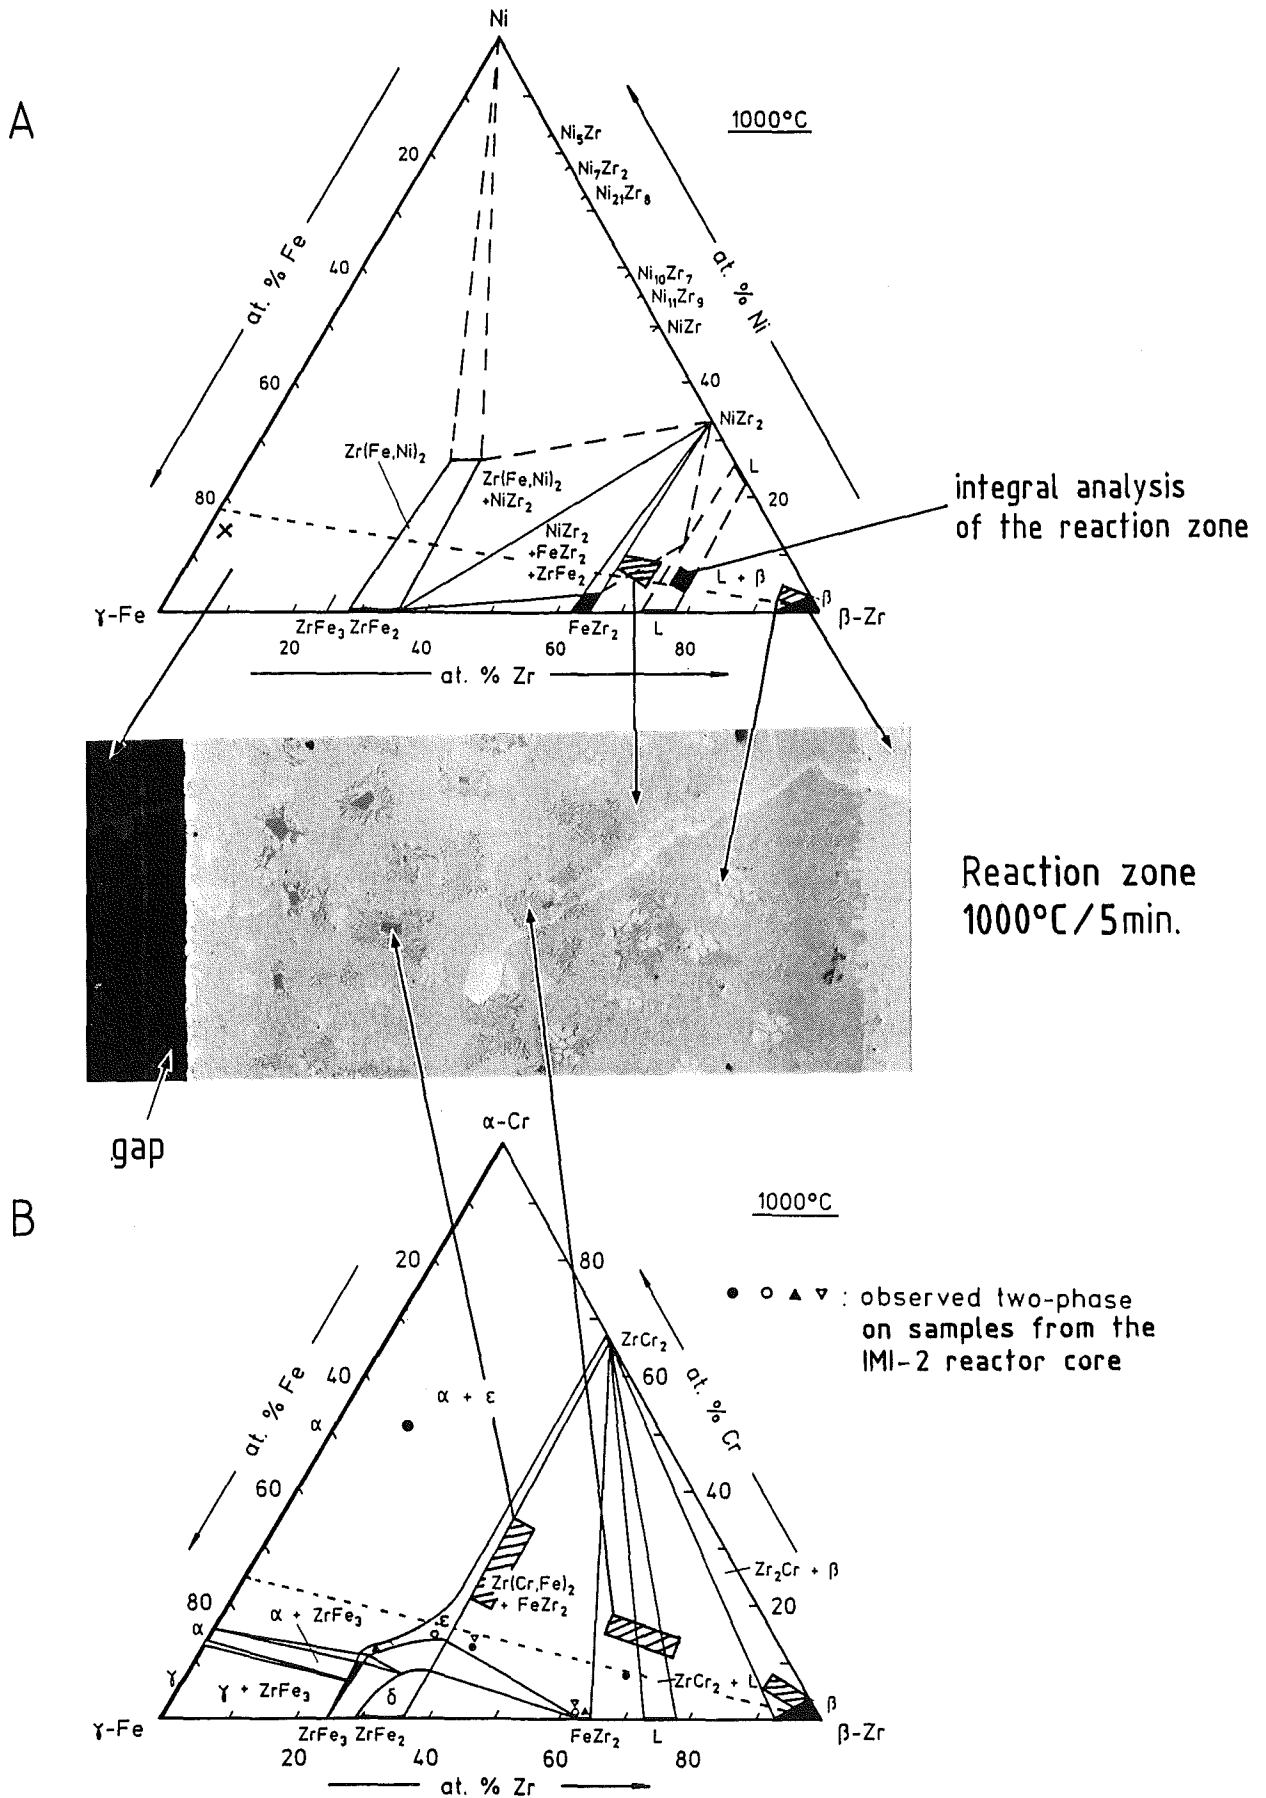 A
Ni
1000°C
Ni₅Zr
Ni₇Zr₂
Ni₂₁Zr₈
Ni₁₀Zr₇
Ni₁₁Zr₉
NiZr
20
40
60
80
at. % Fe
at. % Ni
40
NiZr₂
L
20
Zr(Fe,Ni)₂
Zr(Fe,Ni)₂
+NiZr₂
NiZr₂
+FeZr₂
+ZrFe₂
L + β
β
×
integral analysis
of the reaction zone
γ-Fe
ZrFe₃ ZrFe₂
FeZr₂
L
β-Zr
20
40
60
80
at. % Zr
Reaction zone
1000°C/5min.
gap
B
α-Cr
1000°C
● ○ ▲ ▽ : observed two-phase
on samples from the
IMI-2 reactor core
20
40
60
80
at. % Fe
80
ZrCr₂
60
at. % Cr
40
20
α
α + ε
Zr(Cr,Fe)₂
+ FeZr₂
Zr₂Cr + β
ZrCr₂ + L
α + ZrFe₃
α
γ
γ + ZrFe₃
ε
δ
β
γ-Fe
ZrFe₃ ZrFe₂
FeZr₂
L
β-Zr
20
40
60
80
at. % Zr